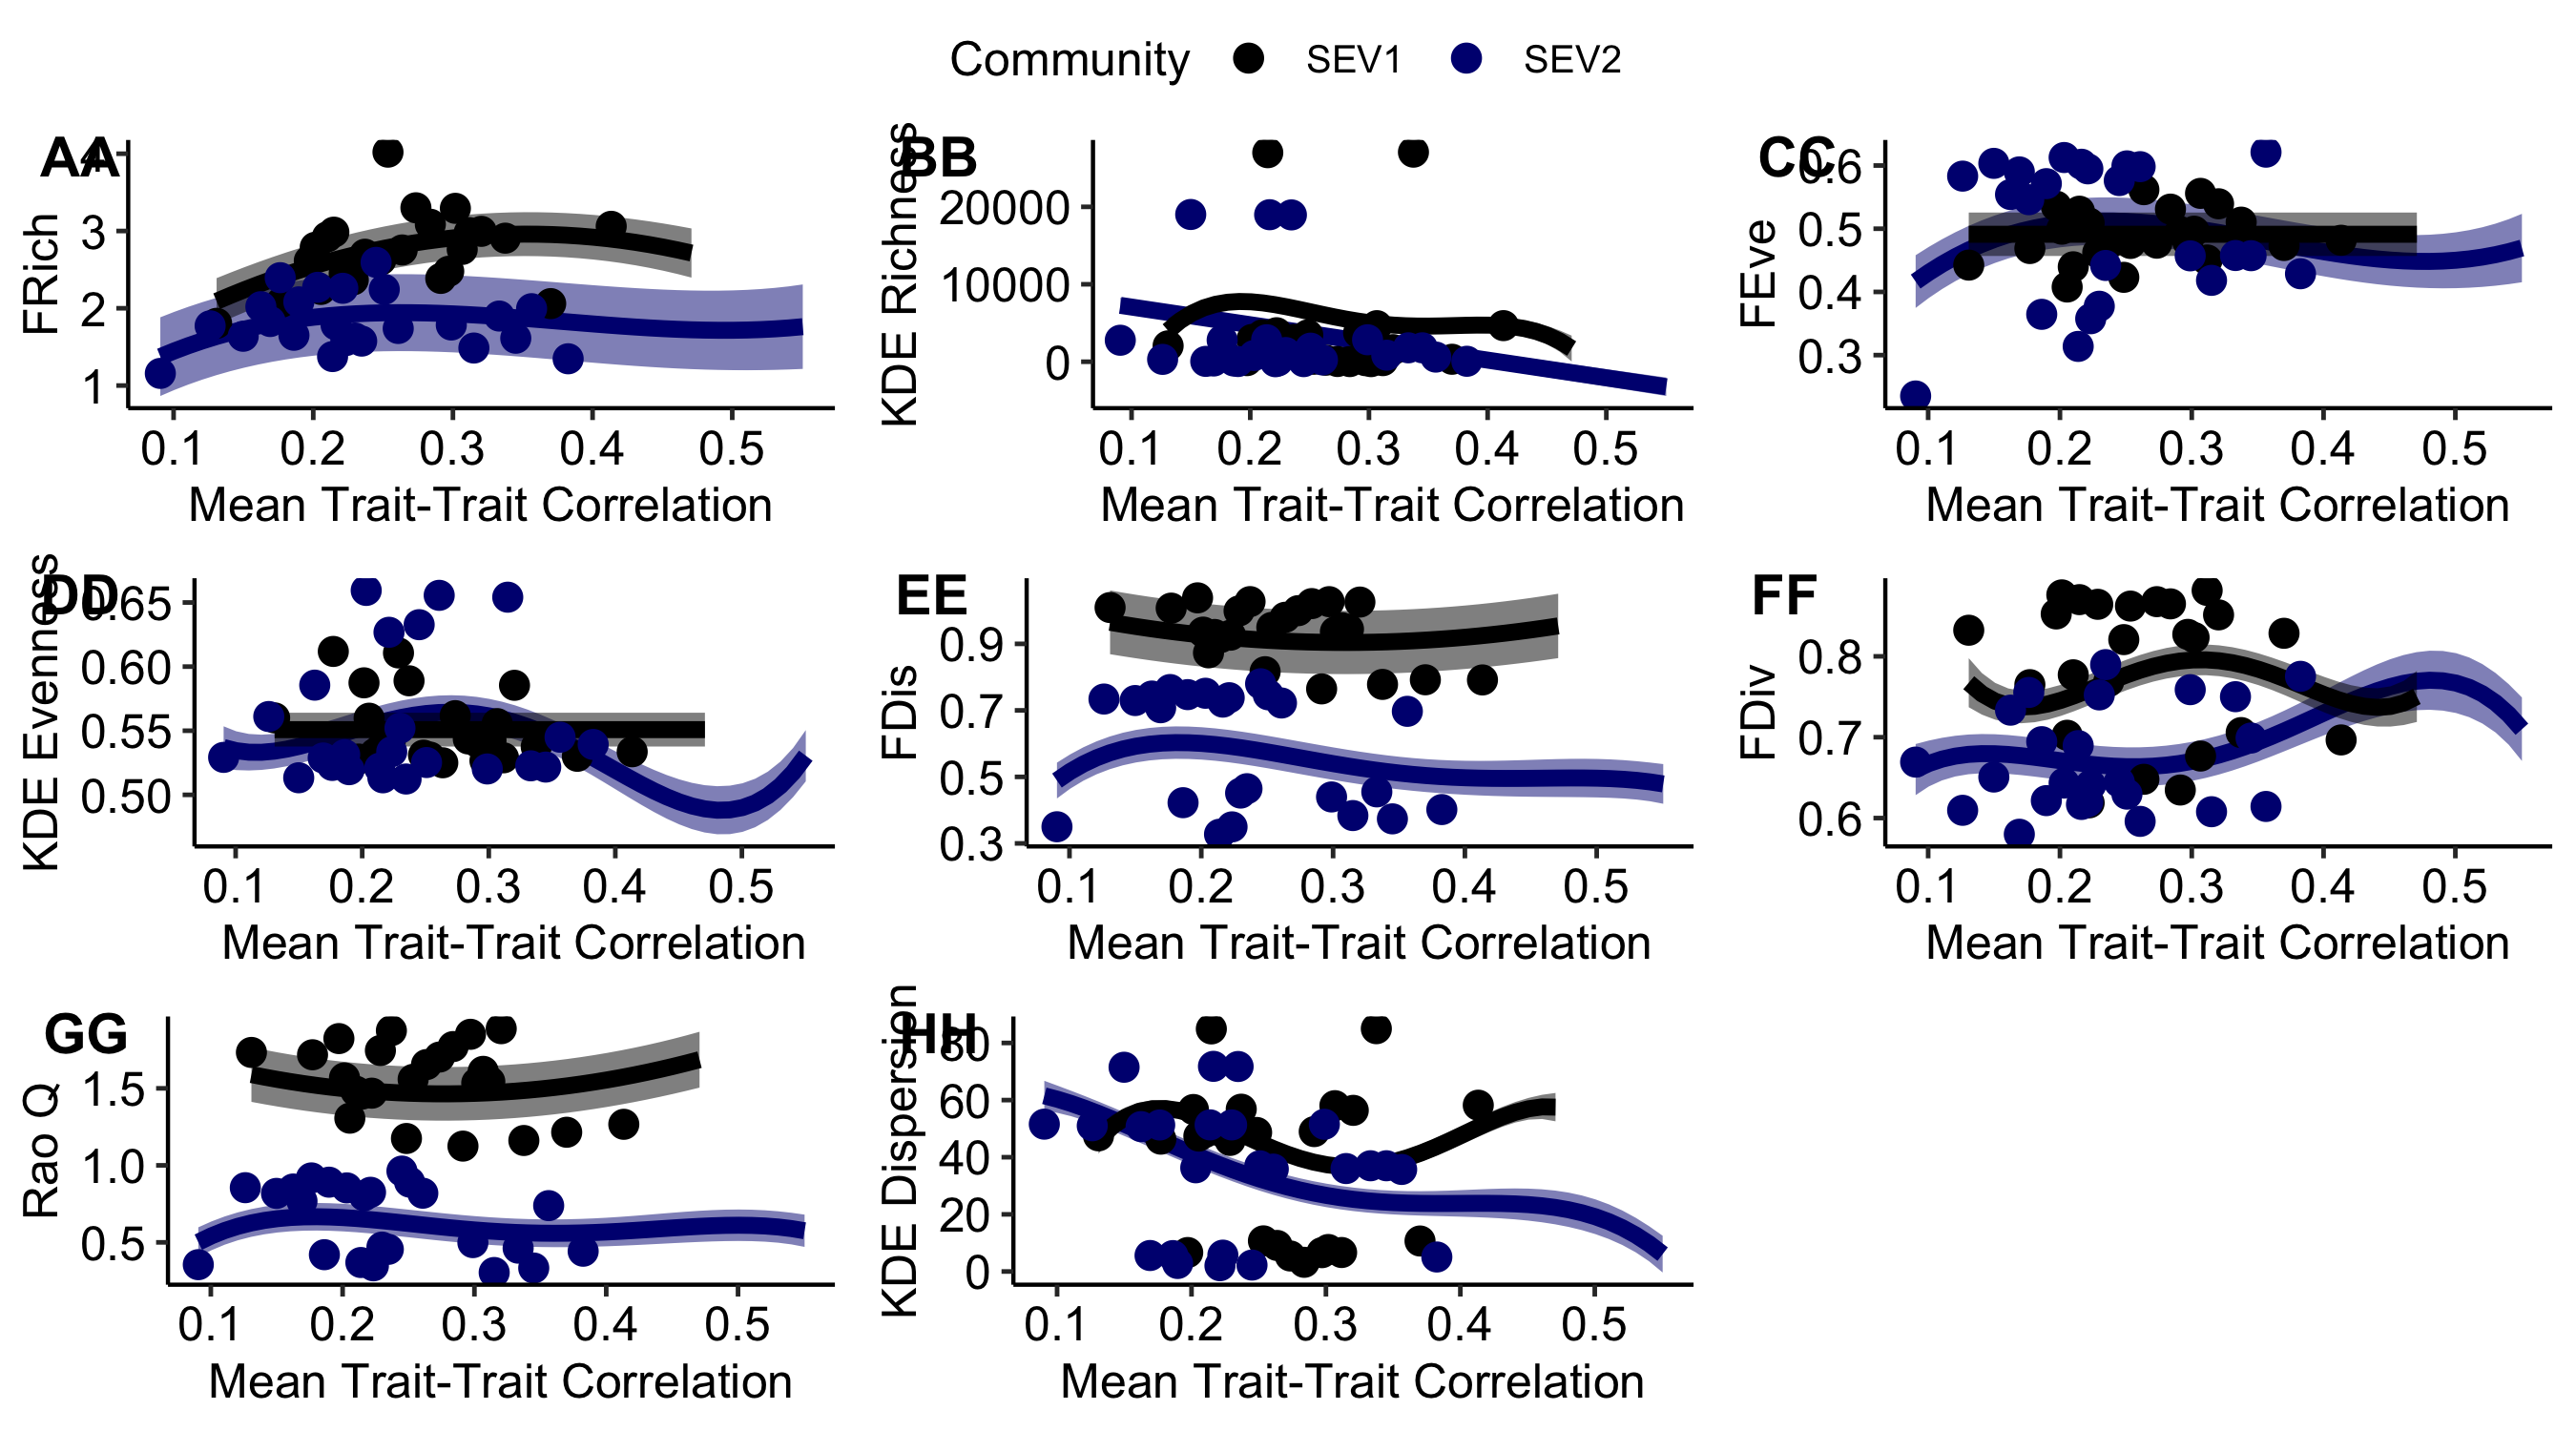 Community SEV1 SEV2
AA
FRich
4
3
2
1
0.1 0.2 0.3 0.4 0.5
Mean Trait-Trait Correlation
BB
KDE Richness
20000
10000
0
0.1 0.2 0.3 0.4 0.5
Mean Trait-Trait Correlation
CC
FEve
0.6
0.5
0.4
0.3
0.1 0.2 0.3 0.4 0.5
Mean Trait-Trait Correlation
DD
KDE Evenness
0.65
0.60
0.55
0.50
0.1 0.2 0.3 0.4 0.5
Mean Trait-Trait Correlation
EE
FDis
0.9
0.7
0.5
0.3
0.1 0.2 0.3 0.4 0.5
Mean Trait-Trait Correlation
FF
FDiv
0.8
0.7
0.6
0.1 0.2 0.3 0.4 0.5
Mean Trait-Trait Correlation
GG
Rao Q
1.5
1.0
0.5
0.1 0.2 0.3 0.4 0.5
Mean Trait-Trait Correlation
HH
KDE Dispersion
80
60
40
20
0
0.1 0.2 0.3 0.4 0.5
Mean Trait-Trait Correlation